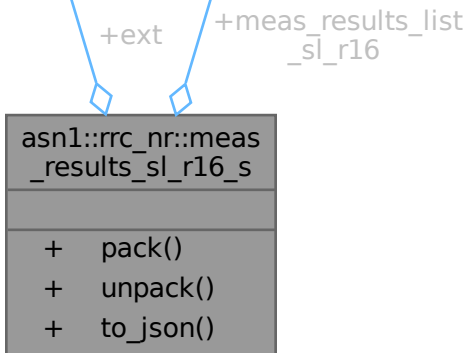 +ext
+meas_results_list
_sl_r16
asn1::rrc_nr::meas
_results_sl_r16_s
+ pack()
+ unpack()
+ to_json()